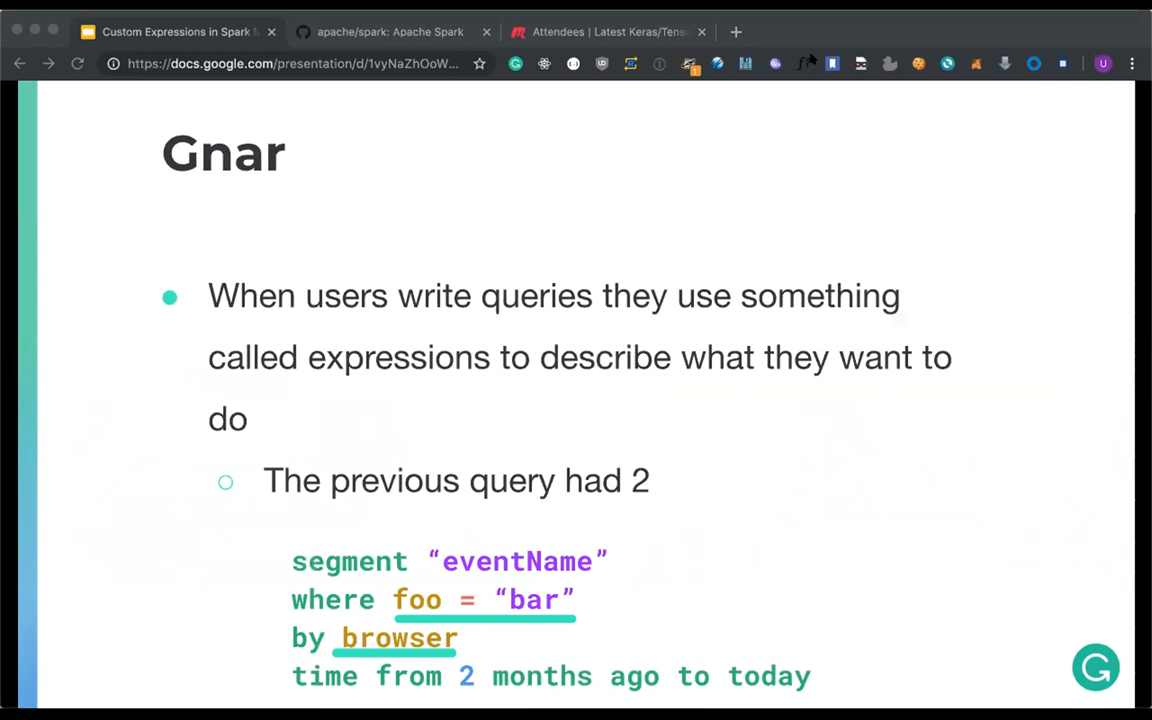 Custom Expressions in Spark
apache/spark: Apache Spark
Attendees | Latest Keras/Tens
https://docs.google.com/presentation/d/1vyNaZhOoW...
Gnar
When users write queries they use something
called expressions to describe what they want to
do
The previous query had 2
segment “eventName”
where foo = “bar”
by browser
time from 2 months ago to today